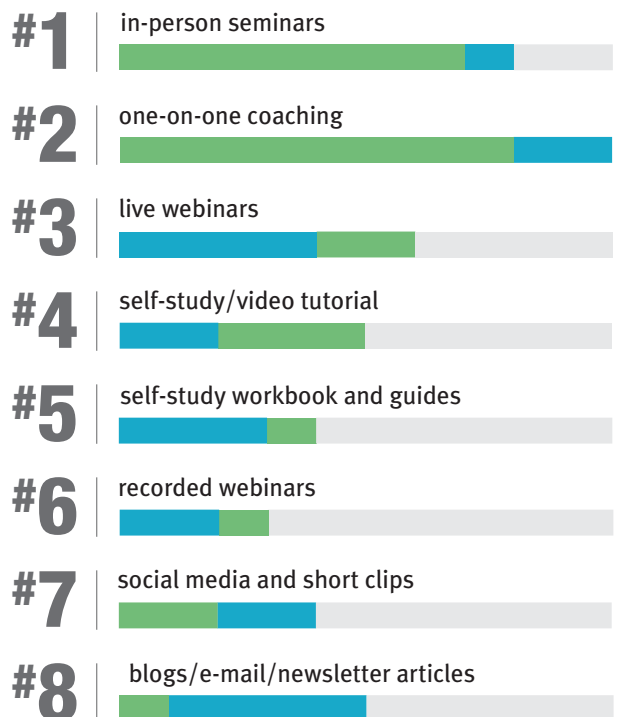 #1
in-person seminars
#2
one-on-one coaching
#3
live webinars
#4
self-study/video tutorial
#5
self-study workbook and guides
#6
recorded webinars
#7
social media and short clips
#8
blogs/e-mail/newsletter articles